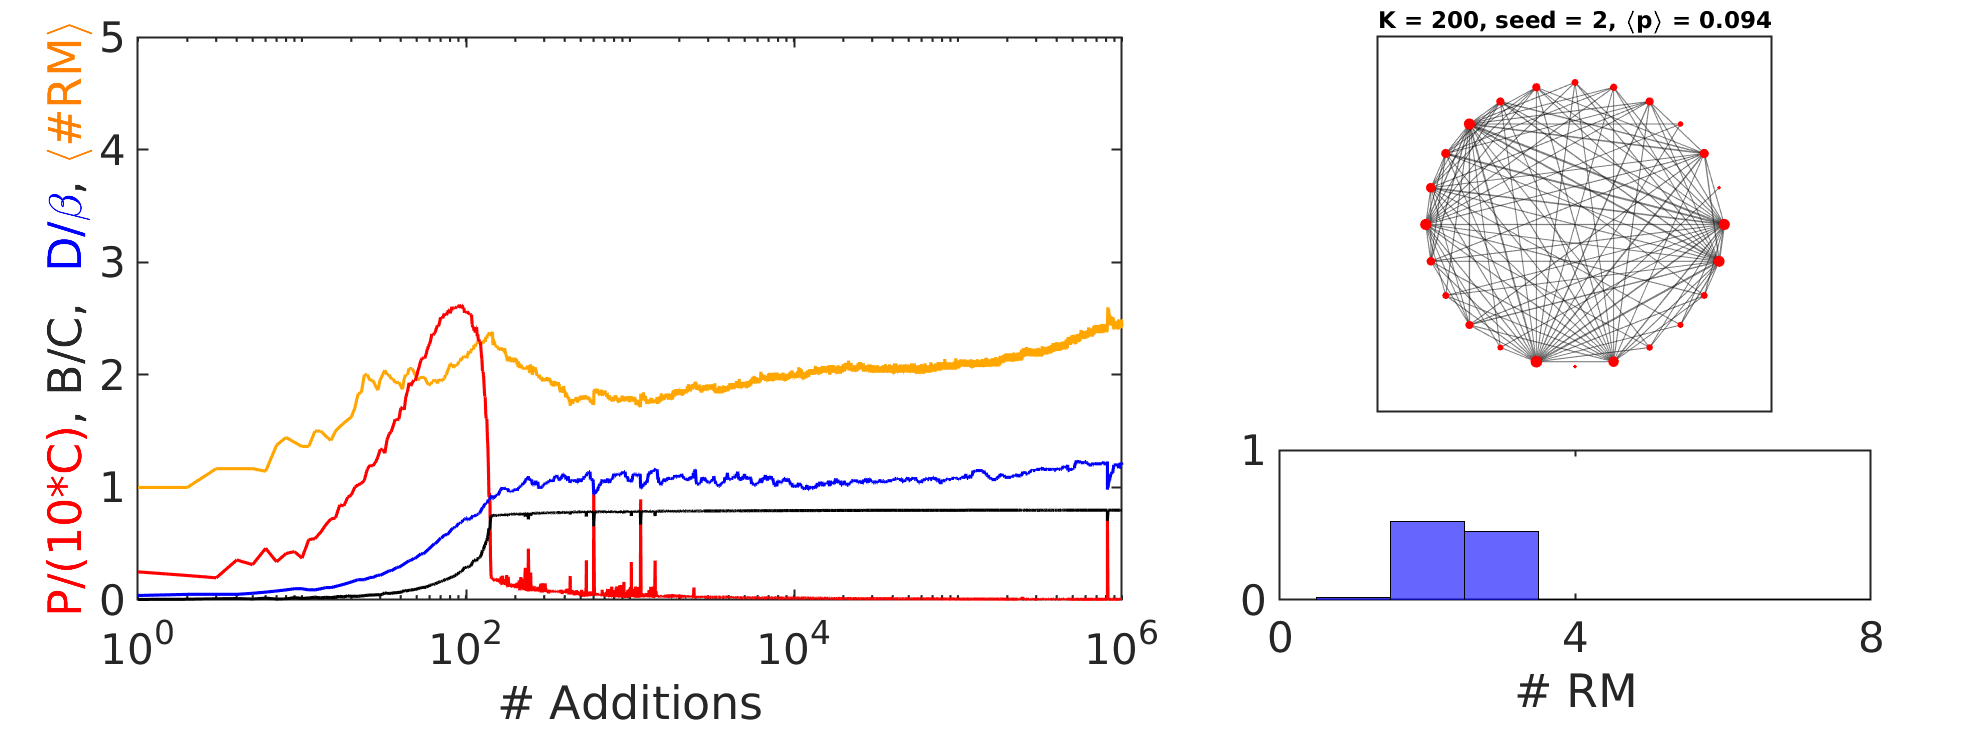 P/(10*C), B/C, D/β, ⟨#RM⟩
5
4
3
2
1
0
10^0 10^2 10^4 10^6
# Additions
K = 200, seed = 2, ⟨p⟩ = 0.094
1
0
0 4 8
# RM